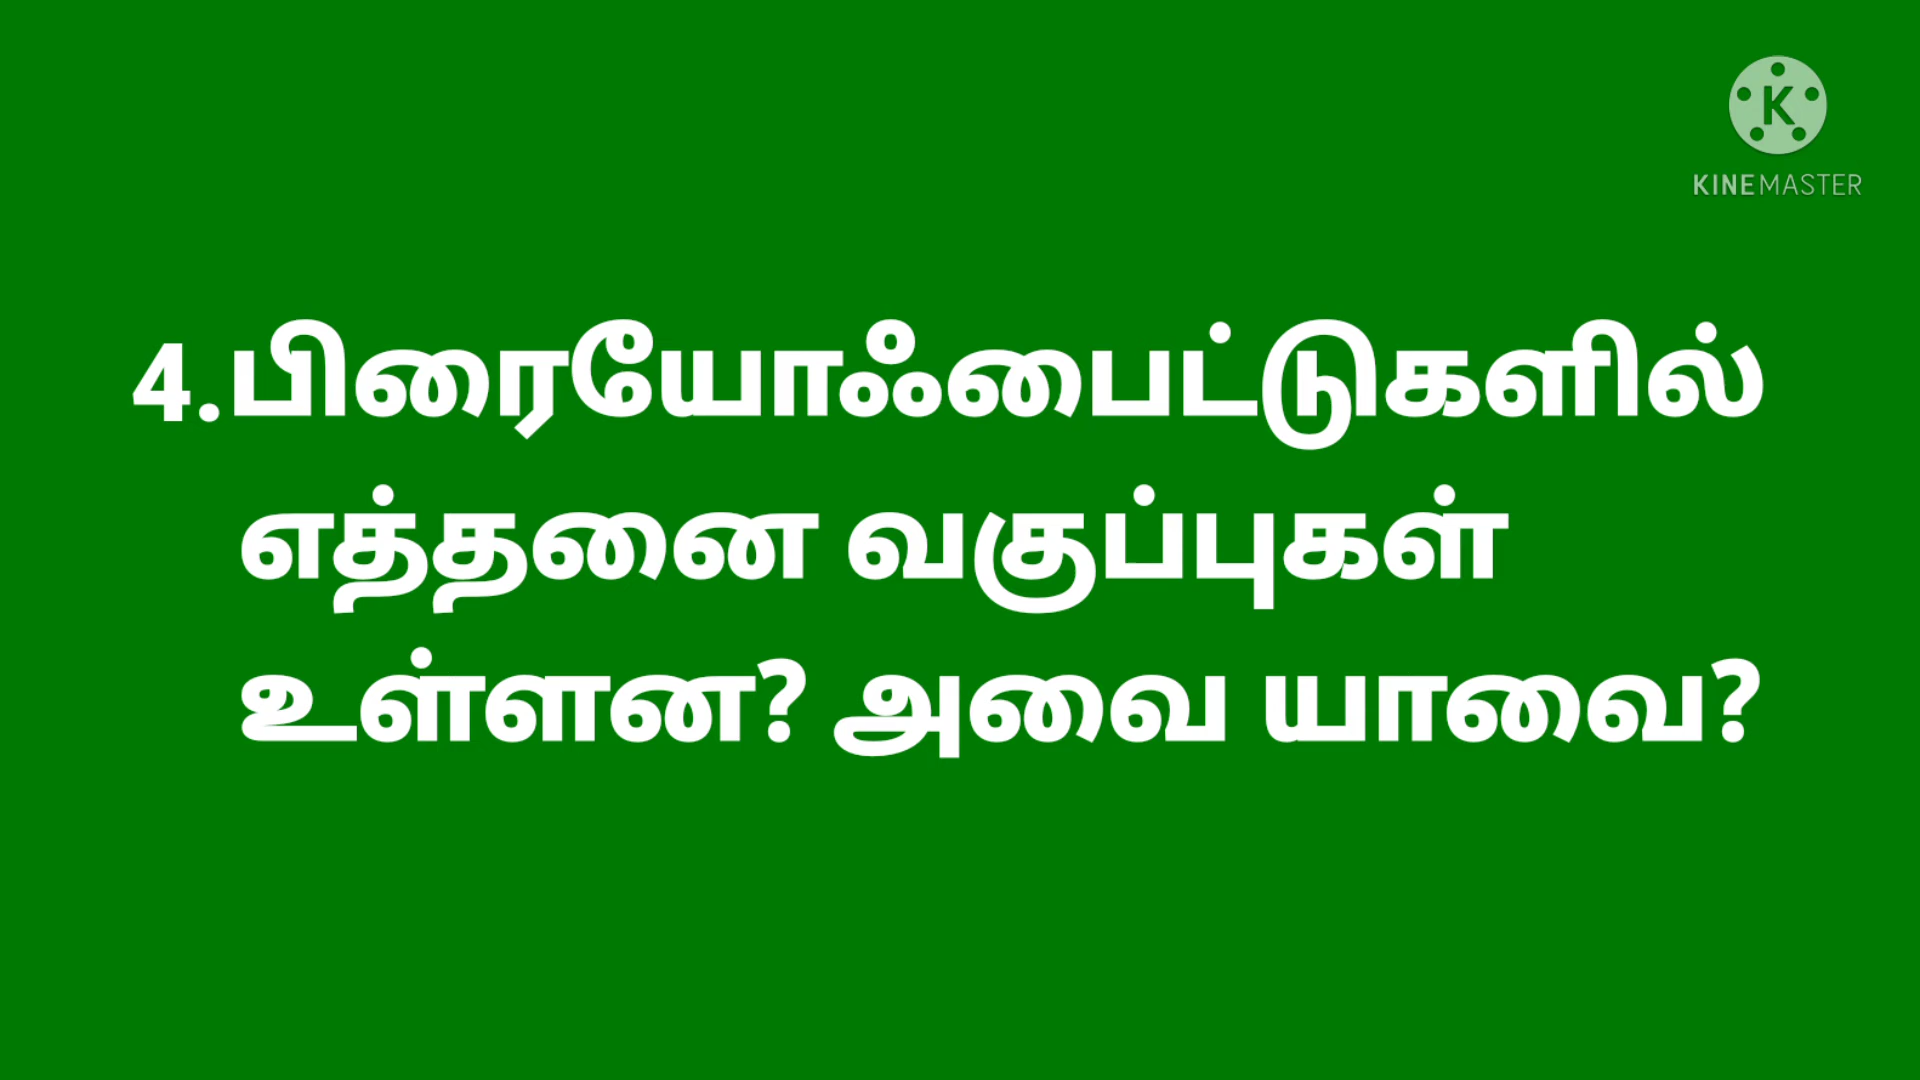 K
KINEMASTER
4.பிரையோஃபைட்டுகளில்
எத்தனை வகுப்புகள்
உள்ளன? அவை யாவை?